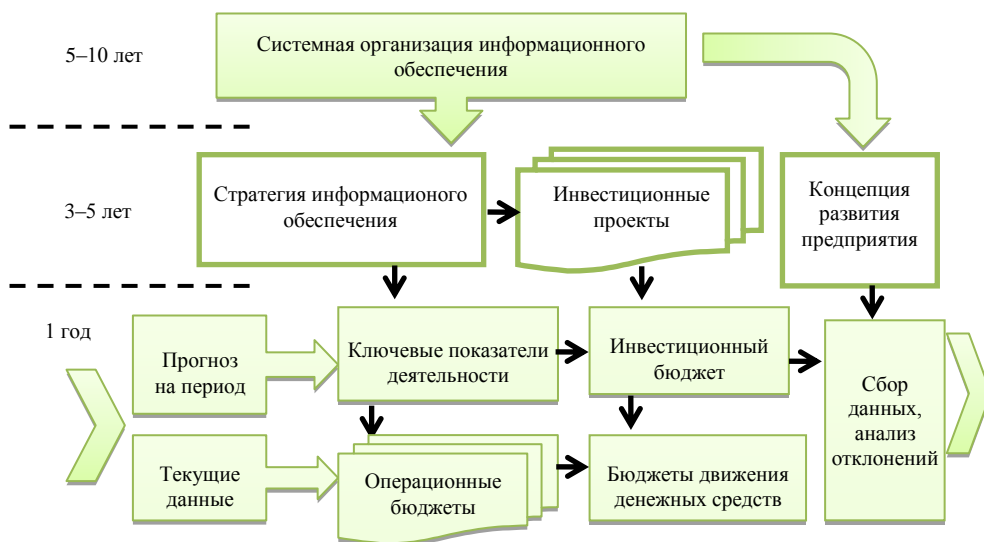 Системная организация информационного
обеспечения
5–10 лет
3–5 лет
Стратегия информационого
обеспечения
Инвестиционные
проекты
Концепция
развития
предприятия
1 год
Прогноз
на период
Ключевые показатели
деятельности
Инвестиционный
бюджет
Сбор
данных,
анализ
отклонений
Текущие
данные
Операционные
бюджеты
Бюджеты движения
денежных средств